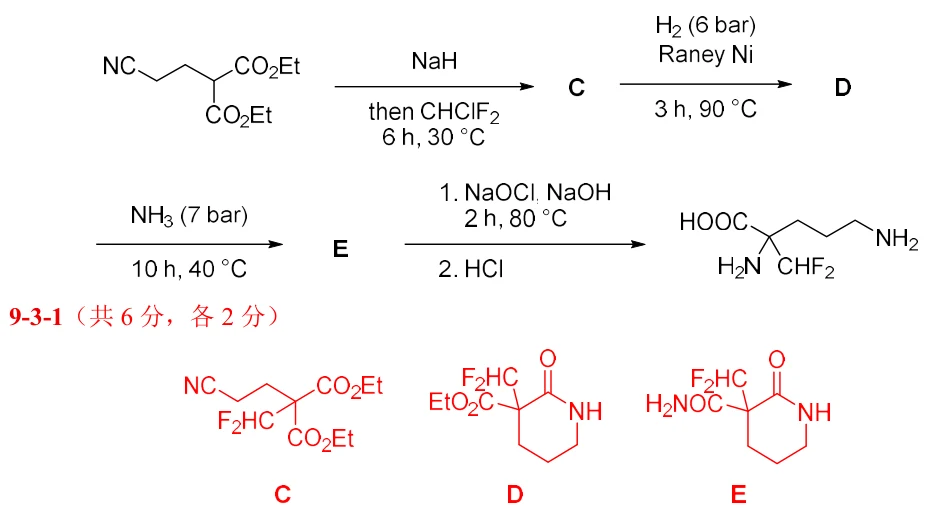 NC CO₂Et CO₂Et NaH then CHClF₂ 6 h, 30 °C C H₂ (6 bar) Raney Ni 3 h, 90 °C D
NH₃ (7 bar) 10 h, 40 °C E 1. NaOCl, NaOH 2 h, 80 °C 2. HCl HOOC H₂N CHF₂ NH₂
9-3-1（共 6 分，各 2 分）
NC CO₂Et F₂HC CO₂Et F₂HC EtO₂C O NH F₂HC H₂NOC O NH
C D E